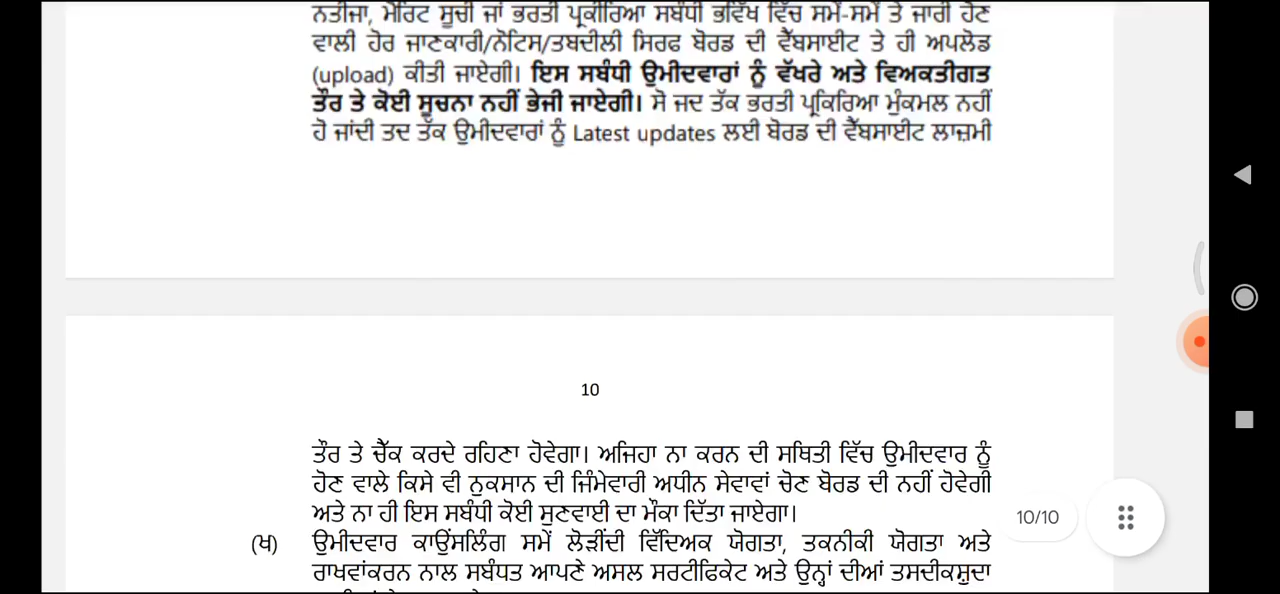 ਨਤੀਜਾ, ਮੈਰਿਟ ਸੂਚੀ ਜਾਂ ਭਰਤੀ ਪ੍ਰਕੀਰਿਆ ਸਬੰਧੀ ਭਵਿੱਖ ਵਿੱਚ ਸਮੇਂ-ਸਮੇਂ ਤੇ ਜਾਰੀ ਹੋਣ
ਵਾਲੀ ਹੋਰ ਜਾਣਕਾਰੀ/ਨੋਟਿਸ/ਤਬਦੀਲੀ ਸਿਰਫ ਬੋਰਡ ਦੀ ਵੈੱਬਸਾਈਟ ਤੇ ਹੀ ਅਪਲੋਡ
(upload) ਕੀਤੀ ਜਾਏਗੀ। ਇਸ ਸਬੰਧੀ ਉਮੀਦਵਾਰਾਂ ਨੂੰ ਵੱਖਰੇ ਅਤੇ ਵਿਅਕਤੀਗਤ
ਤੌਰ ਤੇ ਕੋਈ ਸੂਚਨਾ ਨਹੀਂ ਭੇਜੀ ਜਾਏਗੀ। ਸੋ ਜਦ ਤੱਕ ਭਰਤੀ ਪ੍ਰਕਿਰਿਆ ਮੁੰਕਮਲ ਨਹੀਂ
ਹੋ ਜਾਂਦੀ ਤਦ ਤੱਕ ਉਮੀਦਵਾਰਾਂ ਨੂੰ Latest updates ਲਈ ਬੋਰਡ ਦੀ ਵੈੱਬਸਾਈਟ ਲਾਜ਼ਮੀ
10
ਤੌਰ ਤੇ ਚੈੱਕ ਕਰਦੇ ਰਹਿਣਾ ਹੋਵੇਗਾ। ਅਜਿਹਾ ਨਾ ਕਰਨ ਦੀ ਸਥਿਤੀ ਵਿੱਚ ਉਮੀਦਵਾਰ ਨੂੰ
ਹੋਣ ਵਾਲੇ ਕਿਸੇ ਵੀ ਨੁਕਸਾਨ ਦੀ ਜਿੰਮੇਵਾਰੀ ਅਧੀਨ ਸੇਵਾਵਾਂ ਚੋਣ ਬੋਰਡ ਦੀ ਨਹੀਂ ਹੋਵੇਗੀ
ਅਤੇ ਨਾ ਹੀ ਇਸ ਸਬੰਧੀ ਕੋਈ ਸੁਣਵਾਈ ਦਾ ਮੌਕਾ ਦਿੱਤਾ ਜਾਏਗਾ।
10/10
(ਖ) ਉਮੀਦਵਾਰ ਕਾਉਂਸਲਿੰਗ ਸਮੇਂ ਲੋੜੀਂਦੀ ਵਿੱਦਿਅਕ ਯੋਗਤਾ, ਤਕਨੀਕੀ ਯੋਗਤਾ ਅਤੇ
ਰਾਖਵਾਂਕਰਨ ਨਾਲ ਸਬੰਧਤ ਆਪਣੇ ਅਸਲ ਸਰਟੀਫਿਕੇਟ ਅਤੇ ਉਨ੍ਹਾਂ ਦੀਆਂ ਤਸਦੀਕਸ਼ੁਦਾ